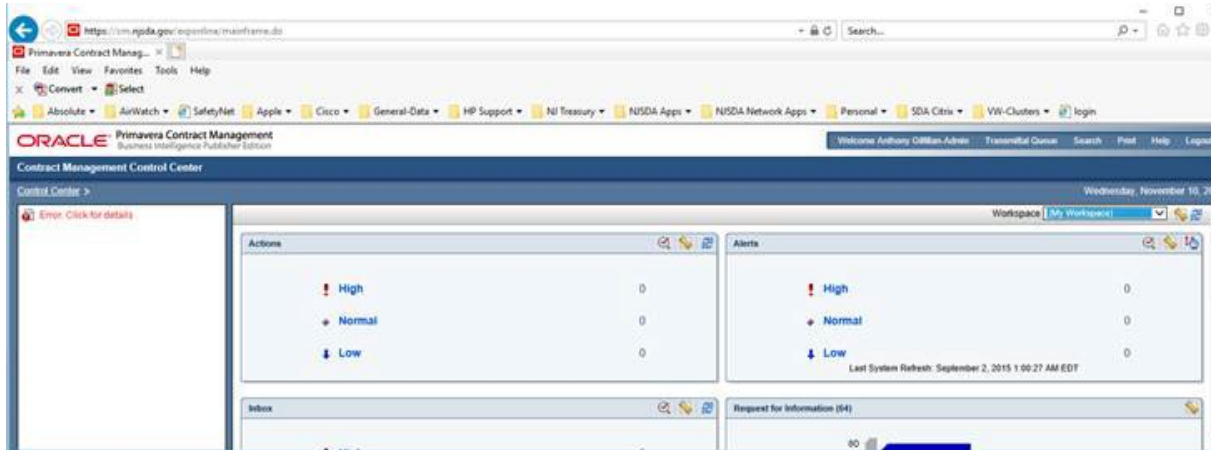 https://cm.njsda.gov/exponline/mainframe.do
Search...
Primavera Contract Manag...
File Edit View Favorites Tools Help
Convert Select
Absolute AirWatch SafetyNet Apple Cisco General-Data HP Support NJ Treasury NJSDA Apps NJSDA Network Apps Personal SDA Citrix VW-Clusters login
ORACLE Primavera Contract Management
Business Intelligence Publisher Edition
Welcome Anthony Admin Transmittal Queue Search Print Help Logout
Contract Management Control Center
Control Center >
Wednesday, November 10, 20
Error. Click for details
Workspace [My Workspace]
Actions
High 0
Normal 0
Low 0
Alerts
High 0
Normal 0
Low 0
Last System Refresh: September 2, 2015 1:00:27 AM EDT
Inbox
Request for Information (64)
80